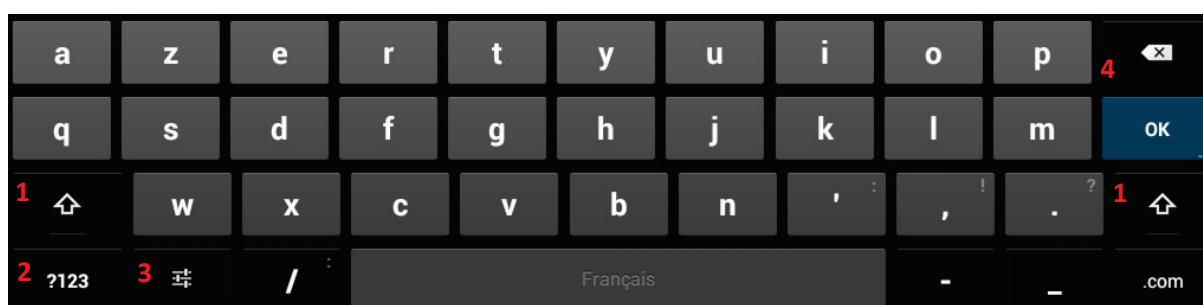 a z e r t y u i o p 4
q s d f g h j k l m OK
1 w x c v b n ' : , ! . ? 1
2 ?123 3 / : Français - _ .com